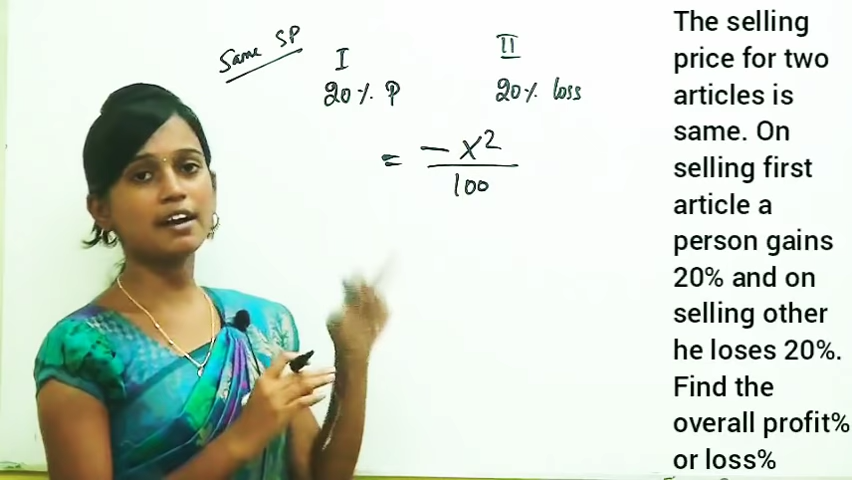 Same SP
I
II
20% P
20% loss
= -x²/100
The selling
price for two
articles is
same. On
selling first
article a
person gains
20% and on
selling other
he loses 20%.
Find the
overall profit%
or loss%